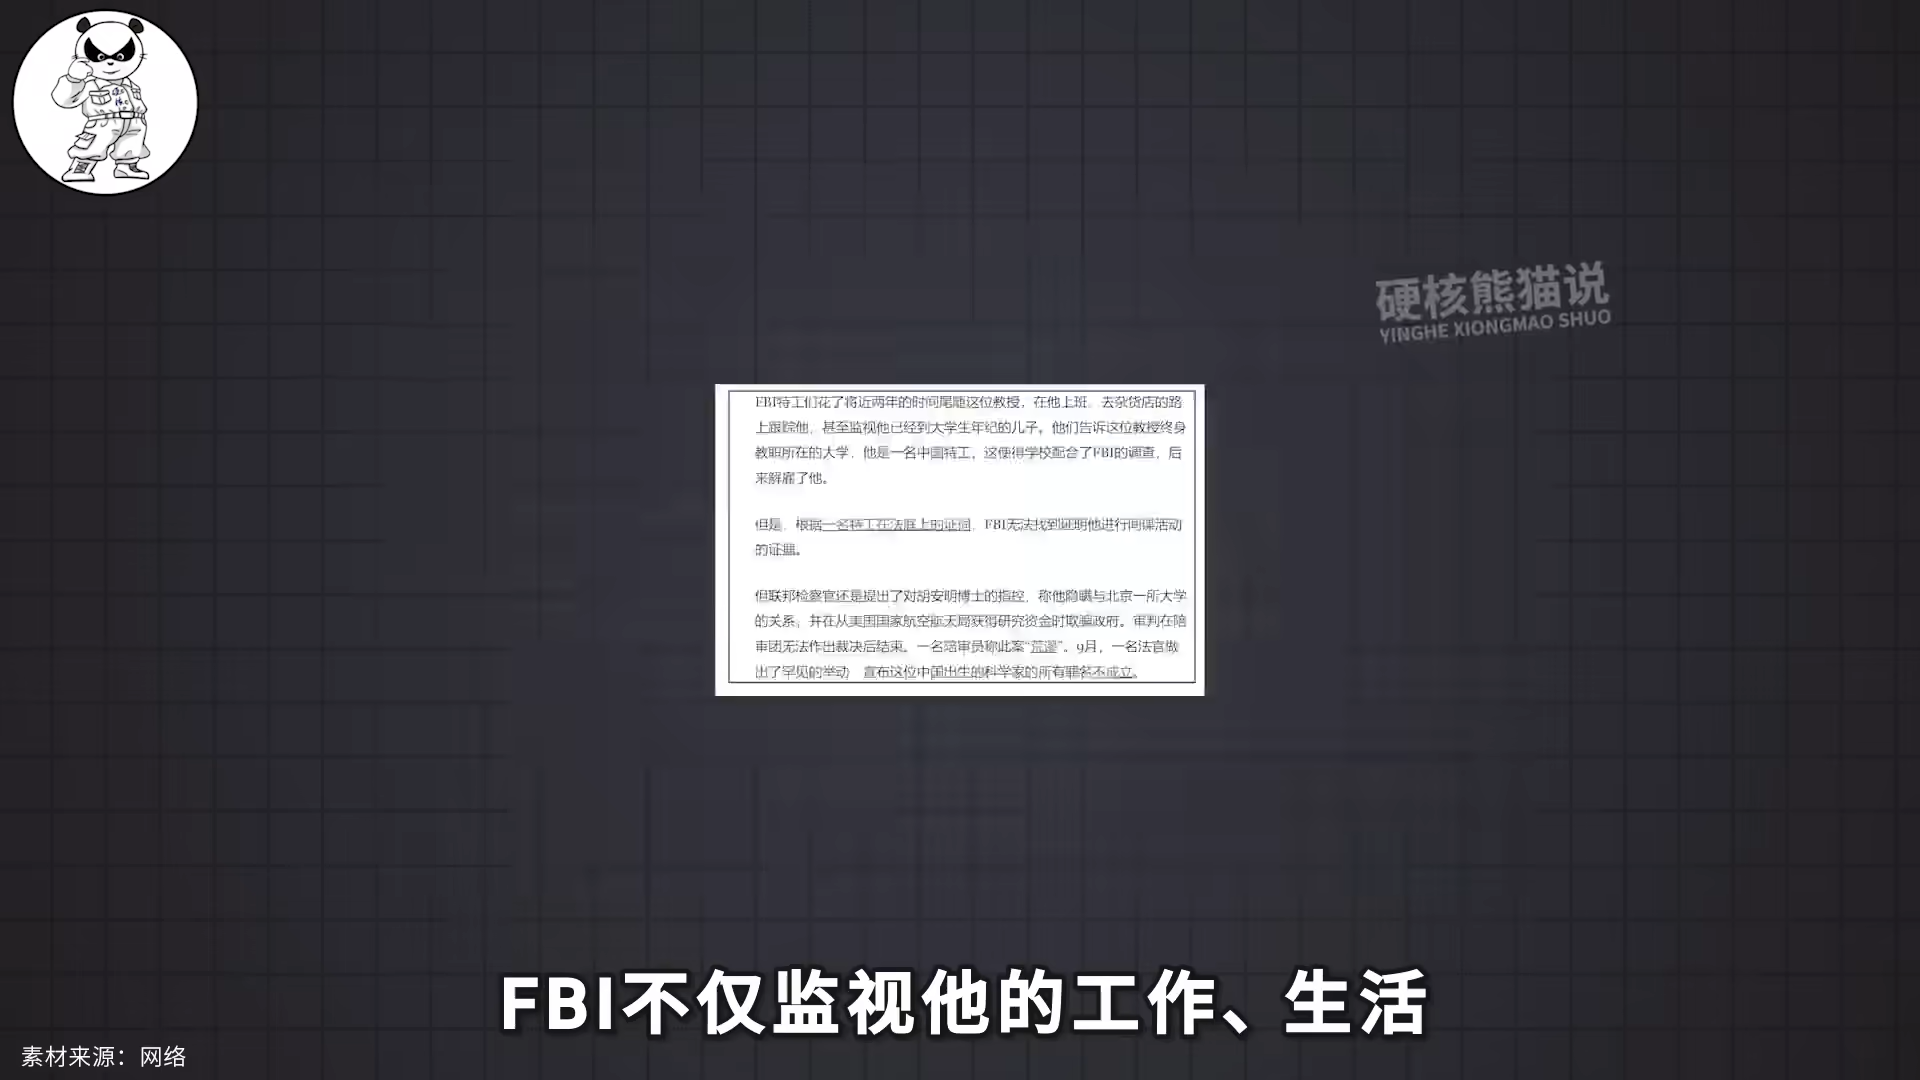 硬核熊猫说
YINGHE XIONGMAO SHUO
FBI特工们花了将近两年的时间尾随这位教授，在他上班、去杂货店的路
上跟踪他，甚至监视他已经到大学生年纪的儿子。他们告诉这位教授终身
教职所在的大学，他是一名中国特工，这使得学校配合了FBI的调查，后
来解雇了他。
但是，根据一名特工在法庭上的证词，FBI无法找到证明他进行间谍活动
的证据。
但联邦检察官还是提出了对胡安明博士的指控，称他隐瞒与北京一所大学
的关系，并在从美国国家航空航天局获得研究资金时欺骗政府。审判在陪
审团无法作出裁决后结束。一名陪审员称此案“荒谬”。9月，一名法官做
出了罕见的举动，宣布这位中国出生的科学家的所有罪名不成立。
FBI不仅监视他的工作、生活
素材来源：网络